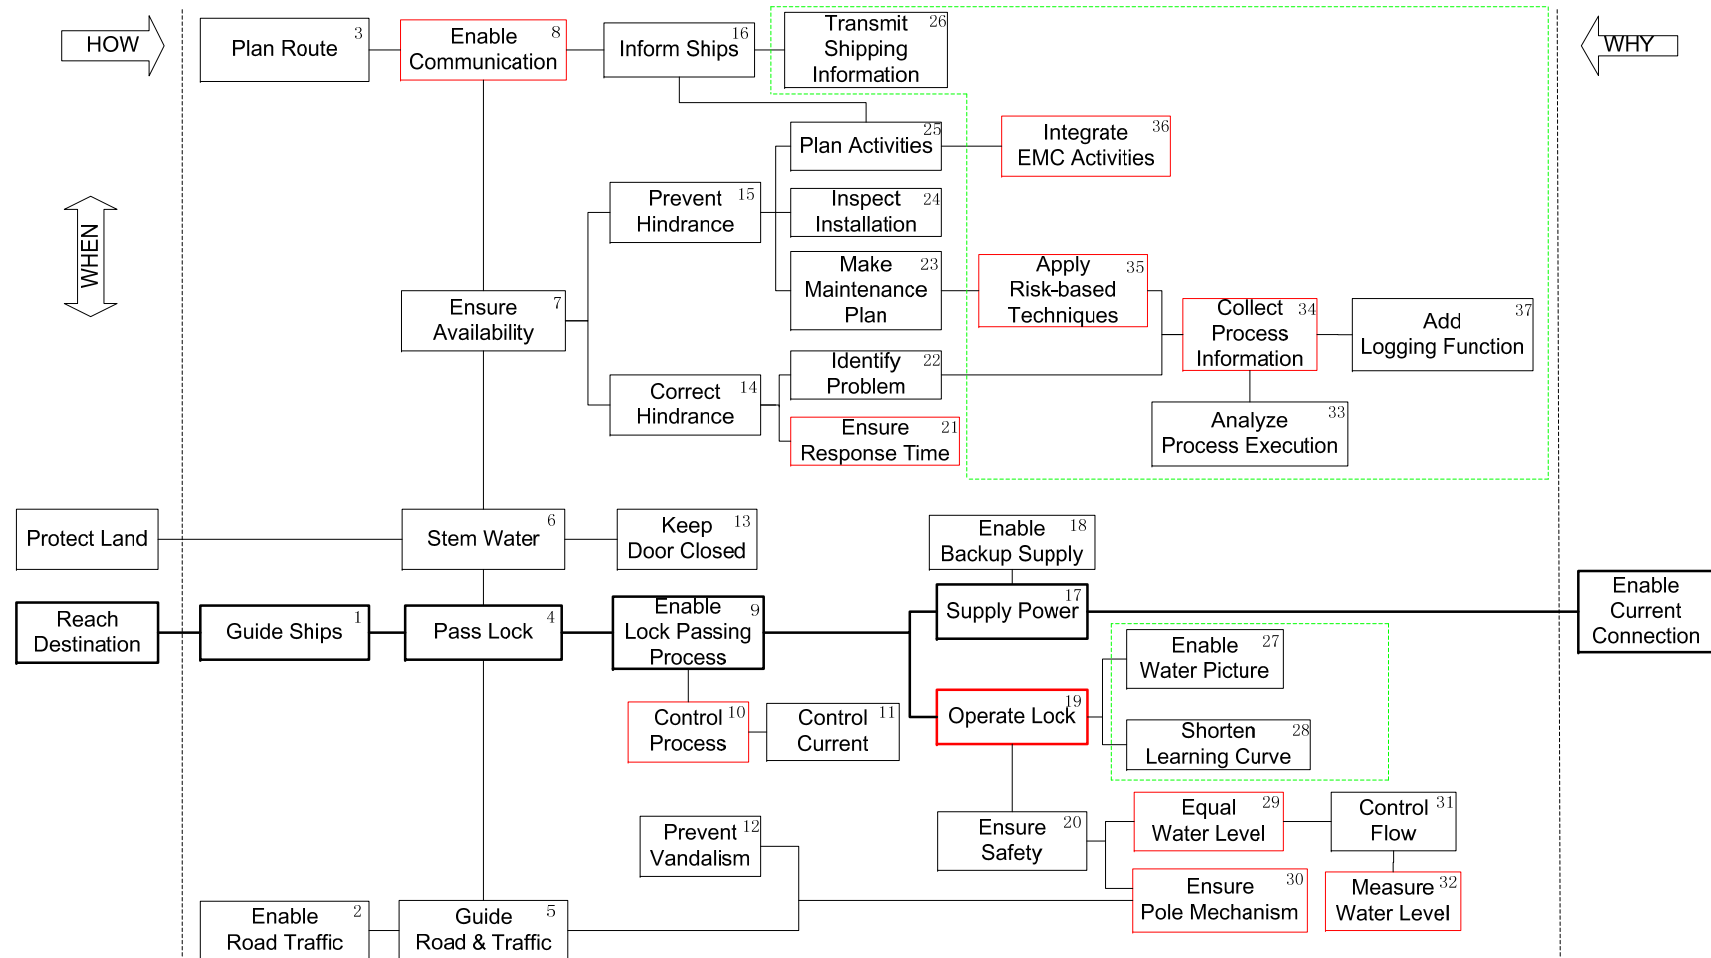 HOW
Plan Route 3
Enable 8
Communication
Inform Ships 16
Transmit 26
Shipping
Information
WHY
Plan Activities 25
Integrate 36
EMC Activities
WHEN
Prevent 15
Hindrance
Inspect 24
Installation
Make 23
Maintenance
Plan
Apply 35
Risk-based
Techniques
Ensure 7
Availability
Collect 34
Process
Information
Add 37
Logging Function
Identify 22
Problem
Correct 14
Hindrance
Ensure 21
Response Time
Analyze 33
Process Execution
Protect Land
Stem Water 6
Keep 13
Door Closed
Enable 18
Backup Supply
Reach
Destination
Guide Ships 1
Pass Lock 4
Enable 9
Lock Passing
Process
Supply Power 17
Enable
Current
Connection
Enable 27
Water Picture
Control 10
Process
Control 11
Current
Operate Lock 19
Shorten 28
Learning Curve
Prevent 12
Vandalism
Ensure 20
Safety
Equal 29
Water Level
Control 31
Flow
Ensure 30
Pole Mechanism
Measure 32
Water Level
Enable 2
Road Traffic
Guide 5
Road & Traffic